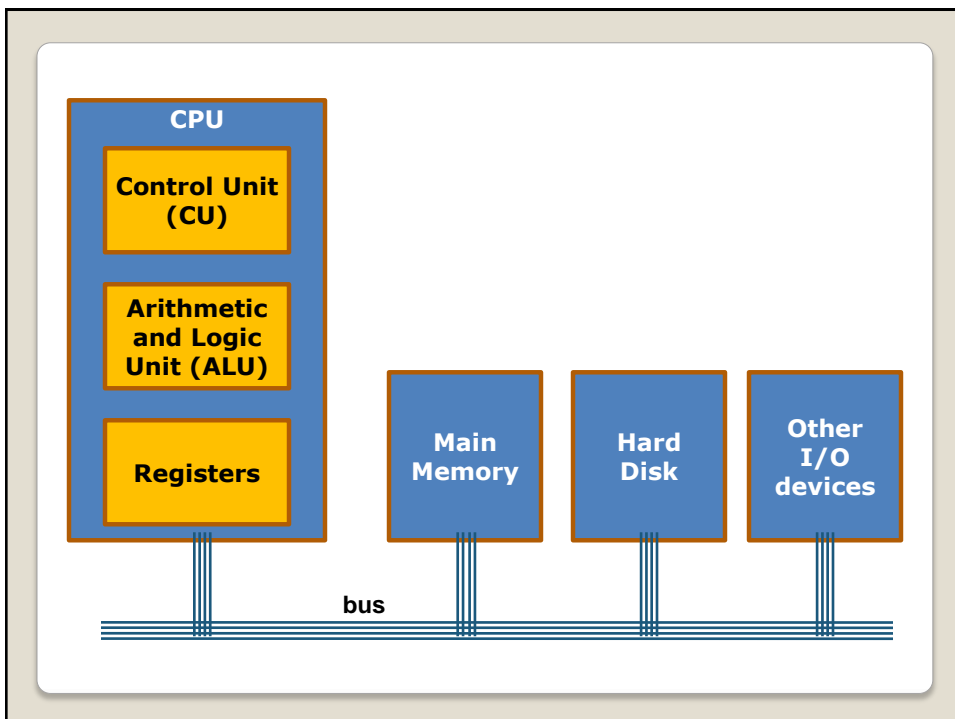 CPU
Control Unit
(CU)
Arithmetic
and Logic
Unit (ALU)
Registers
Main
Memory
Hard
Disk
Other
I/O
devices
bus